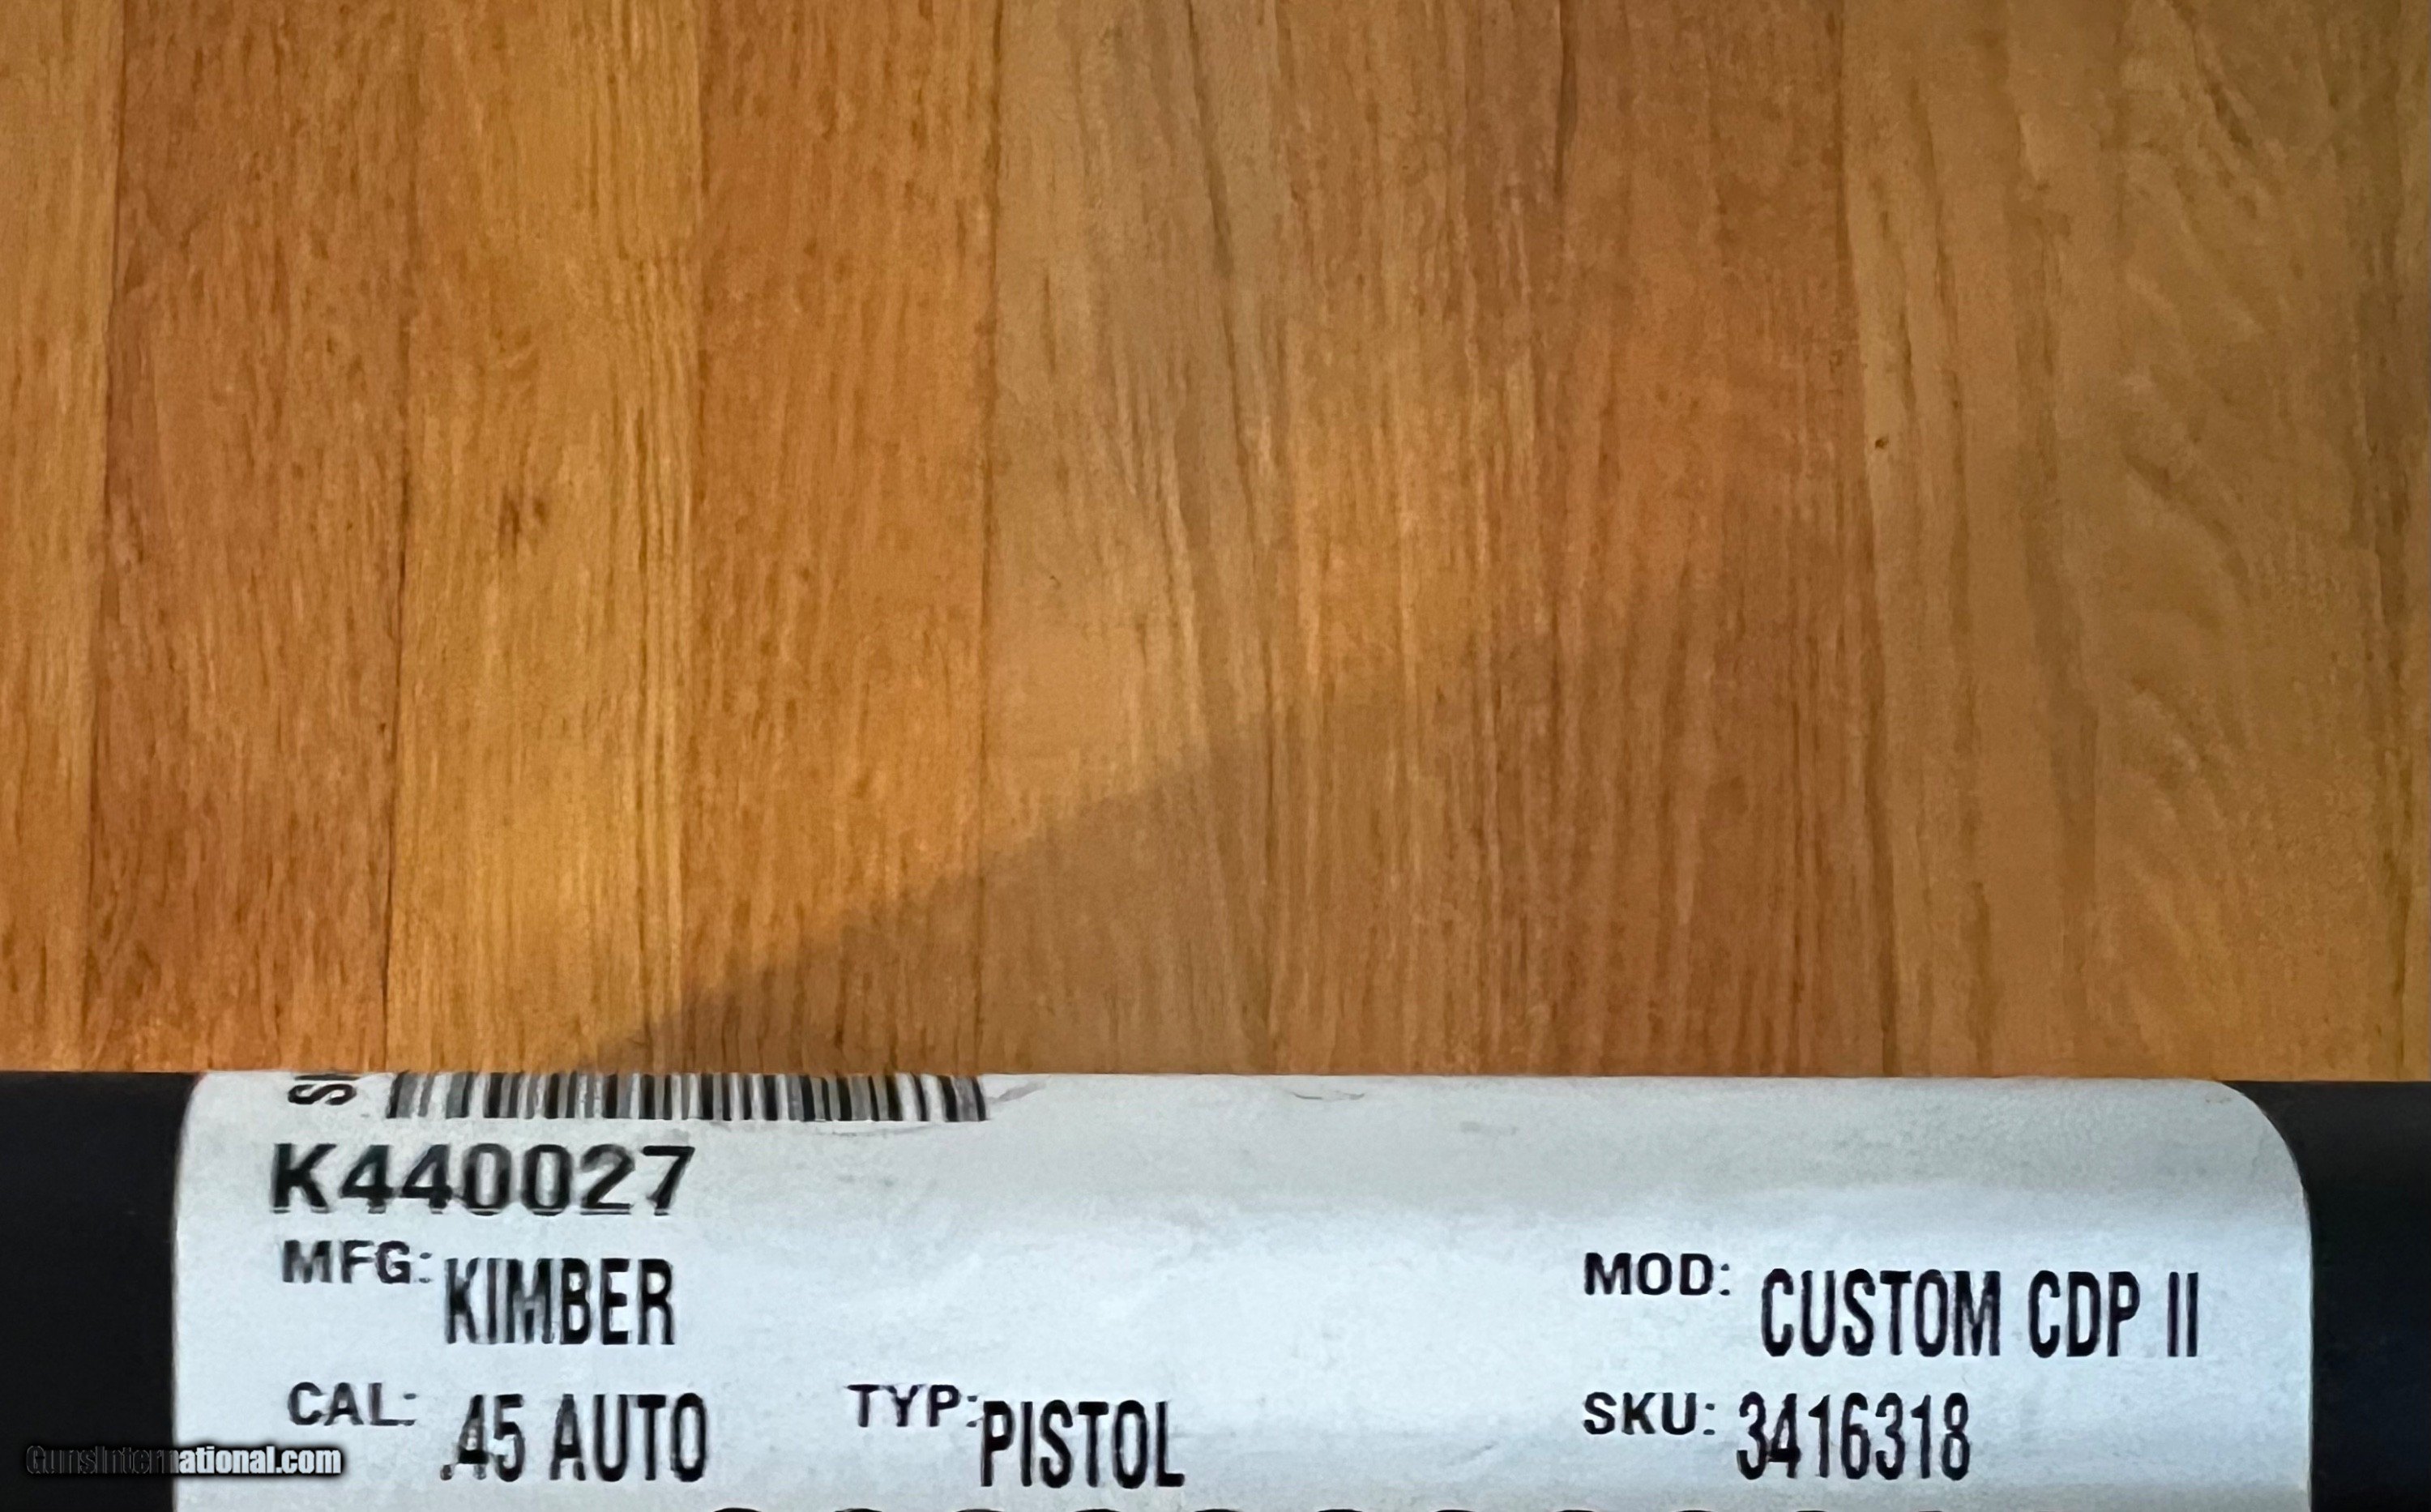 K440027
MFG: KIMBER
MOD: CUSTOM CDP II
CAL: .45 AUTO
TYP: PISTOL
SKU: 3416318
GunsInternational.com